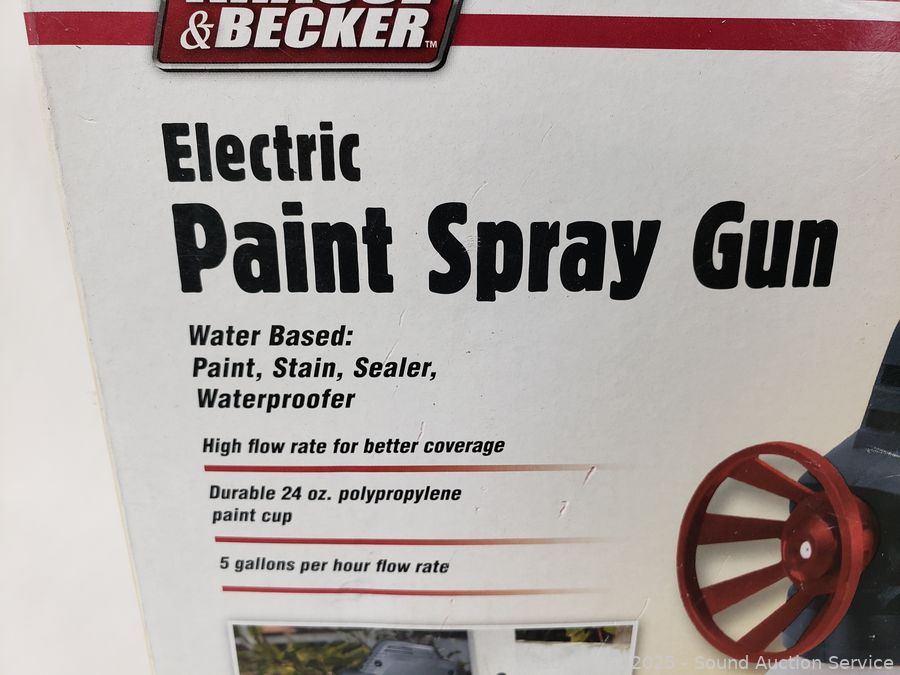 & BECKER™
Electric
Paint Spray Gun
Water Based:
Paint, Stain, Sealer,
Waterproofer
High flow rate for better coverage
Durable 24 oz. polypropylene
paint cup
5 gallons per hour flow rate
2025 - Sound Auction Service